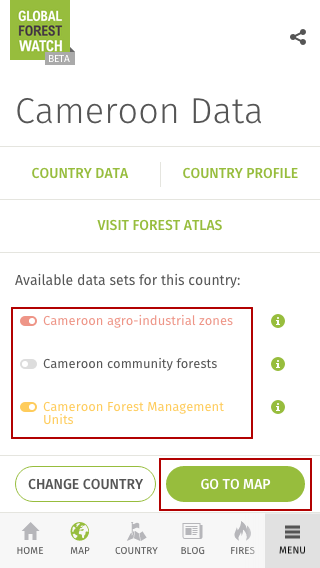 GLOBAL
FOREST
WATCH
BETA
Cameroon Data
COUNTRY DATA
COUNTRY PROFILE
VISIT FOREST ATLAS
Available data sets for this country:
Cameroon agro-industrial zones
Cameroon community forests
Cameroon Forest Management
Units
CHANGE COUNTRY
GO TO MAP
HOME
MAP
COUNTRY
BLOG
FIRES
MENU